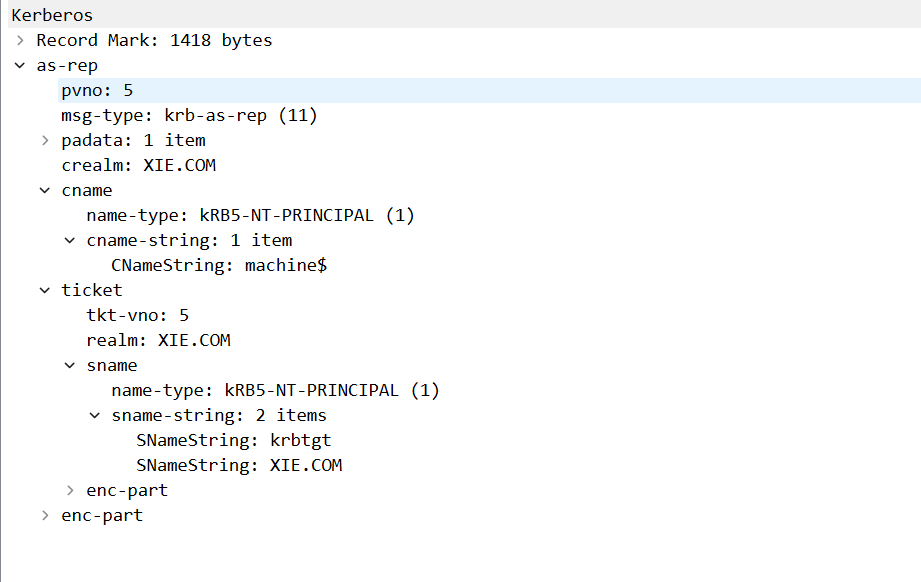 Kerberos
Record Mark: 1418 bytes
as-rep
pvno: 5
msg-type: krb-as-rep (11)
padata: 1 item
crealm: XIE.COM
cname
name-type: kRB5-NT-PRINCIPAL (1)
cname-string: 1 item
CNameString: machine$
ticket
tkt-vno: 5
realm: XIE.COM
sname
name-type: kRB5-NT-PRINCIPAL (1)
sname-string: 2 items
SNameString: krbtgt
SNameString: XIE.COM
enc-part
enc-part